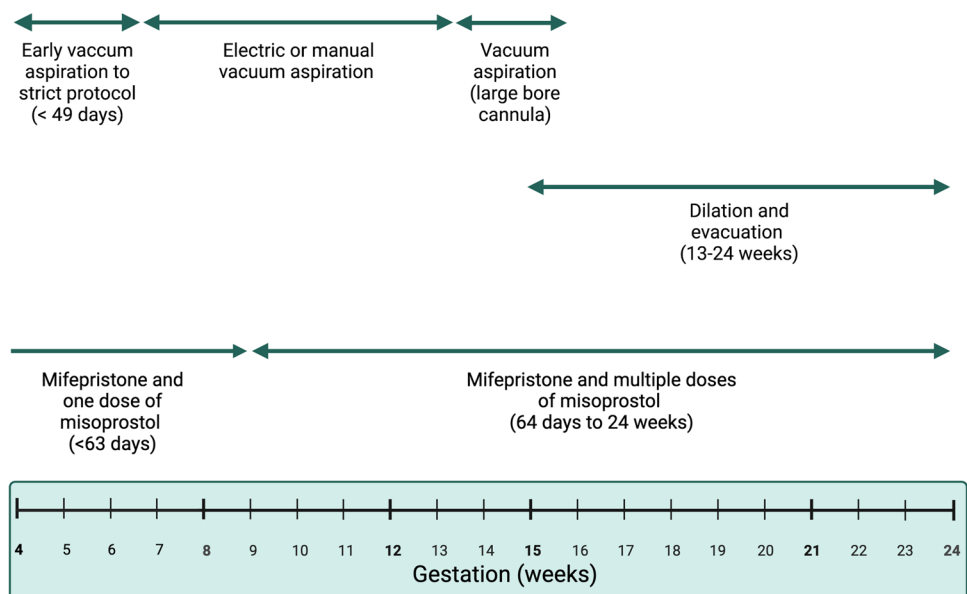 Early vaccum
aspiration to
strict protocol
(< 49 days)
Electric or manual
vacuum aspiration
Vacuum
aspiration
(large bore
cannula)
Dilation and
evacuation
(13-24 weeks)
Mifepristone and
one dose of
misoprostol
(<63 days)
Mifepristone and multiple doses
of misoprostol
(64 days to 24 weeks)
4 5 6 7 8 9 10 11 12 13 14 15 16 17 18 19 20 21 22 23 24
Gestation (weeks)